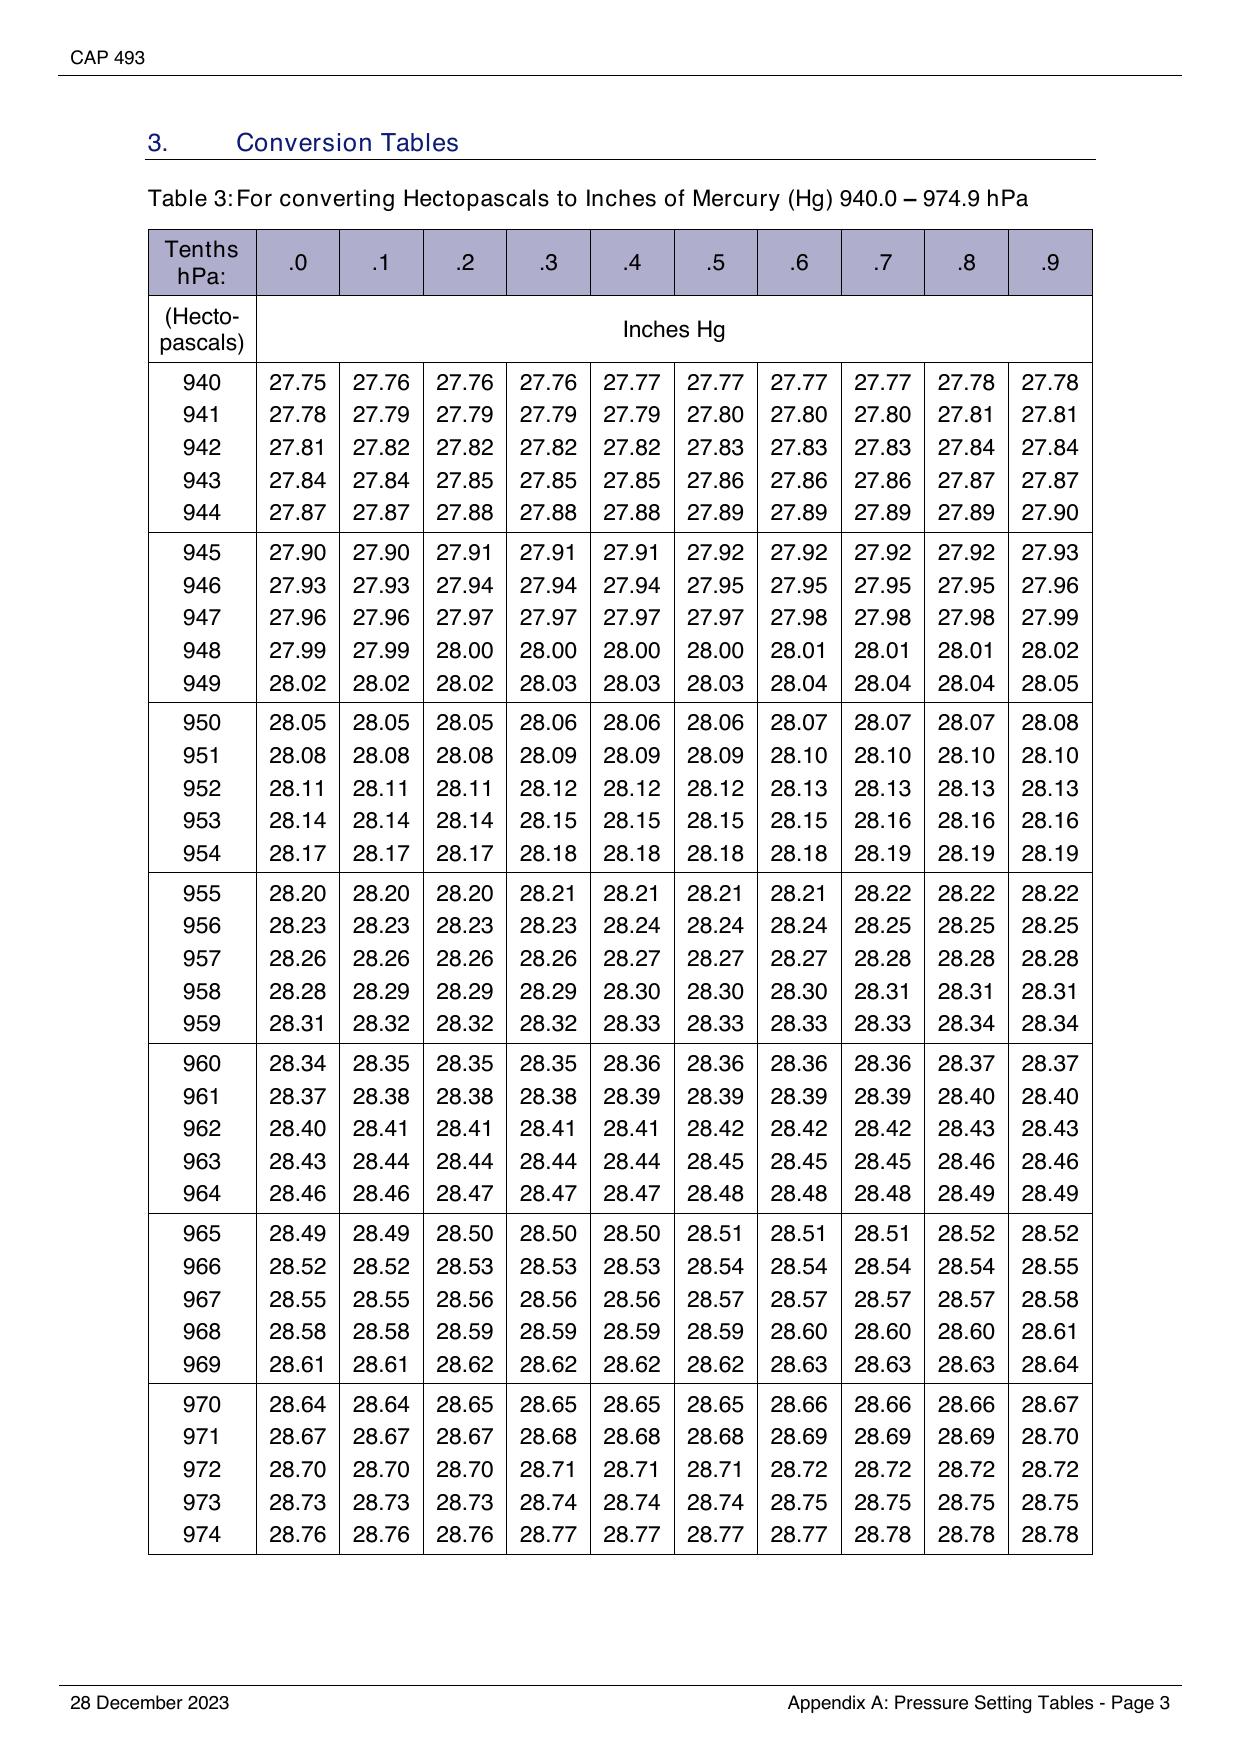 CAP 493
3. Conversion Tables
Table 3: For converting Hectopascals to Inches of Mercury (Hg) 940.0 – 974.9 hPa
Tenths hPa: .0 .1 .2 .3 .4 .5 .6 .7 .8 .9
(Hecto-pascals) Inches Hg
940 27.75 27.76 27.76 27.76 27.77 27.77 27.77 27.77 27.78 27.78
941 27.78 27.79 27.79 27.79 27.79 27.80 27.80 27.80 27.81 27.81
942 27.81 27.82 27.82 27.82 27.82 27.83 27.83 27.83 27.84 27.84
943 27.84 27.84 27.85 27.85 27.85 27.86 27.86 27.86 27.87 27.87
944 27.87 27.87 27.88 27.88 27.88 27.89 27.89 27.89 27.89 27.90
945 27.90 27.90 27.91 27.91 27.91 27.92 27.92 27.92 27.92 27.93
946 27.93 27.93 27.94 27.94 27.94 27.95 27.95 27.95 27.95 27.96
947 27.96 27.96 27.97 27.97 27.97 27.97 27.98 27.98 27.98 27.99
948 27.99 27.99 28.00 28.00 28.00 28.00 28.01 28.01 28.01 28.02
949 28.02 28.02 28.02 28.03 28.03 28.03 28.04 28.04 28.04 28.05
950 28.05 28.05 28.05 28.06 28.06 28.06 28.07 28.07 28.07 28.08
951 28.08 28.08 28.08 28.09 28.09 28.09 28.10 28.10 28.10 28.10
952 28.11 28.11 28.11 28.12 28.12 28.12 28.13 28.13 28.13 28.13
953 28.14 28.14 28.14 28.15 28.15 28.15 28.15 28.16 28.16 28.16
954 28.17 28.17 28.17 28.18 28.18 28.18 28.18 28.19 28.19 28.19
955 28.20 28.20 28.20 28.21 28.21 28.21 28.21 28.22 28.22 28.22
956 28.23 28.23 28.23 28.23 28.24 28.24 28.24 28.25 28.25 28.25
957 28.26 28.26 28.26 28.26 28.27 28.27 28.27 28.28 28.28 28.28
958 28.28 28.29 28.29 28.29 28.30 28.30 28.30 28.31 28.31 28.31
959 28.31 28.32 28.32 28.32 28.33 28.33 28.33 28.33 28.34 28.34
960 28.34 28.35 28.35 28.35 28.36 28.36 28.36 28.36 28.37 28.37
961 28.37 28.38 28.38 28.38 28.39 28.39 28.39 28.39 28.40 28.40
962 28.40 28.41 28.41 28.41 28.41 28.42 28.42 28.42 28.43 28.43
963 28.43 28.44 28.44 28.44 28.44 28.45 28.45 28.45 28.46 28.46
964 28.46 28.46 28.47 28.47 28.47 28.48 28.48 28.48 28.49 28.49
965 28.49 28.49 28.50 28.50 28.50 28.51 28.51 28.51 28.52 28.52
966 28.52 28.52 28.53 28.53 28.53 28.54 28.54 28.54 28.54 28.55
967 28.55 28.55 28.56 28.56 28.56 28.57 28.57 28.57 28.57 28.58
968 28.58 28.58 28.59 28.59 28.59 28.59 28.60 28.60 28.60 28.61
969 28.61 28.61 28.62 28.62 28.62 28.62 28.63 28.63 28.63 28.64
970 28.64 28.64 28.65 28.65 28.65 28.65 28.66 28.66 28.66 28.67
971 28.67 28.67 28.67 28.68 28.68 28.68 28.69 28.69 28.69 28.70
972 28.70 28.70 28.70 28.71 28.71 28.71 28.72 28.72 28.72 28.72
973 28.73 28.73 28.73 28.74 28.74 28.74 28.75 28.75 28.75 28.75
974 28.76 28.76 28.76 28.77 28.77 28.77 28.77 28.78 28.78 28.78
28 December 2023 Appendix A: Pressure Setting Tables - Page 3